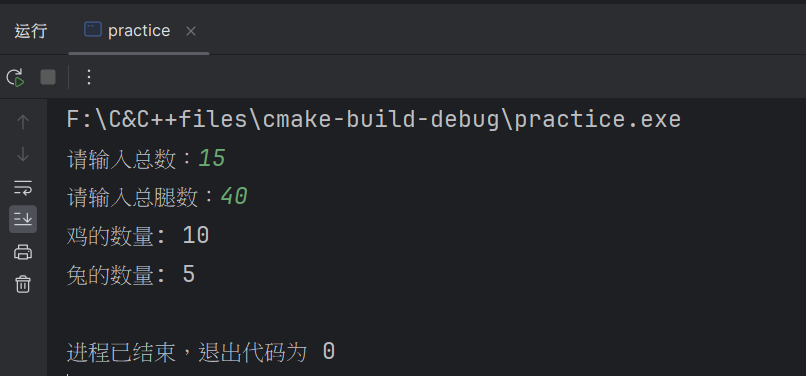 运行 practice
F:\C&C++files\cmake-build-debug\practice.exe
请输入总数：15
请输入总腿数：40
鸡的数量: 10
兔的数量: 5
进程已结束，退出代码为 0